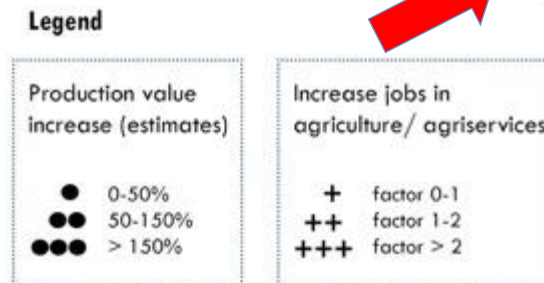 Legend
Production value
increase (estimates)
● 0-50%
●● 50-150%
●●● > 150%
Increase jobs in
agriculture/ agriservices
+ factor 0-1
++ factor 1-2
+++ factor > 2